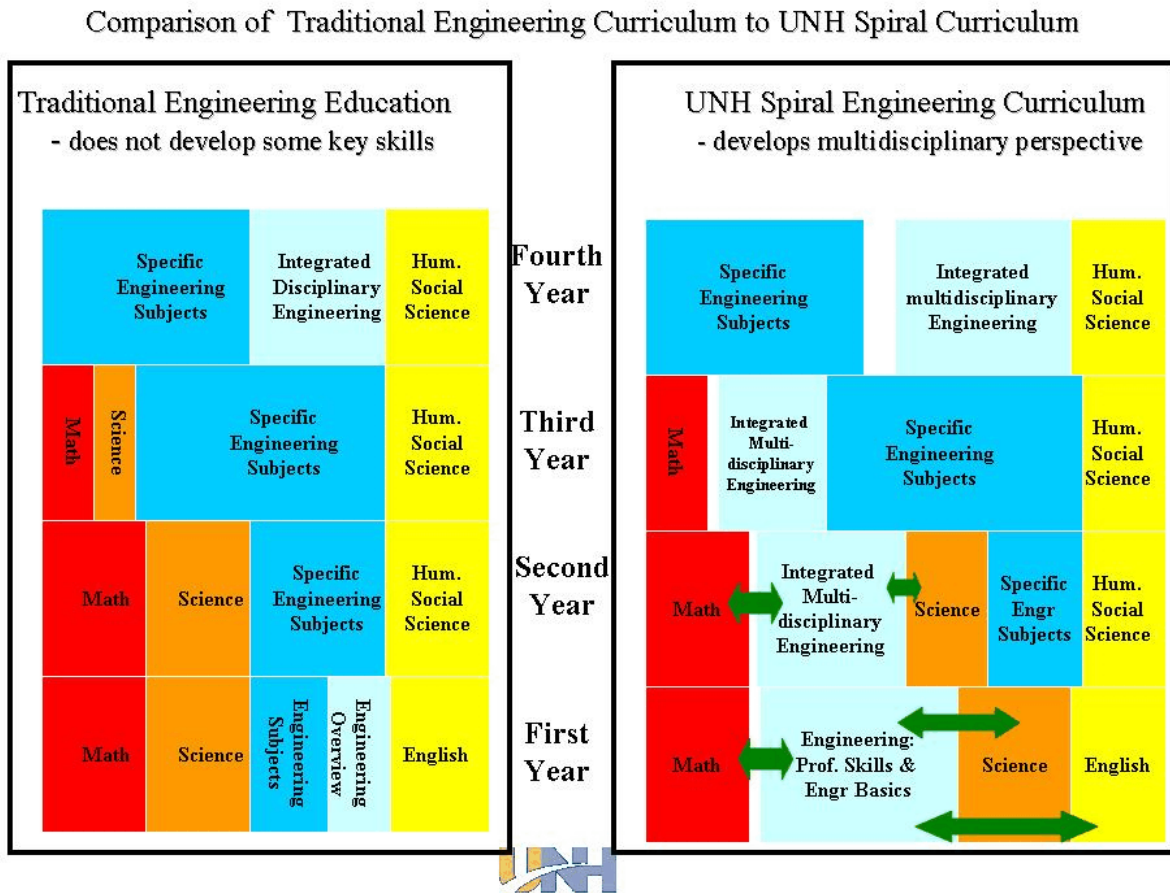 Comparison of Traditional Engineering Curriculum to UNH Spiral Curriculum
Traditional Engineering Education
- does not develop some key skills
Specific
Engineering
Subjects
Integrated
Disciplinary
Engineering
Hum.
Social
Science
Math
Science
Specific
Engineering
Subjects
Hum.
Social
Science
Math
Science
Specific
Engineering
Subjects
Hum.
Social
Science
Math
Science
Engineering
Subjects
Engineering
Overview
English
Fourth
Year
Third
Year
Second
Year
First
Year
UNH Spiral Engineering Curriculum
- develops multidisciplinary perspective
Specific
Engineering
Subjects
Integrated
multidisciplinary
Engineering
Hum.
Social
Science
Math
Integrated
Multi-
disciplinary
Engineering
Specific
Engineering
Subjects
Hum.
Social
Science
Math
Integrated
Multi-
disciplinary
Engineering
Science
Specific
Engr
Subjects
Hum.
Social
Science
Math
Engineering:
Prof. Skills &
Engr Basics
Science
English
UNH